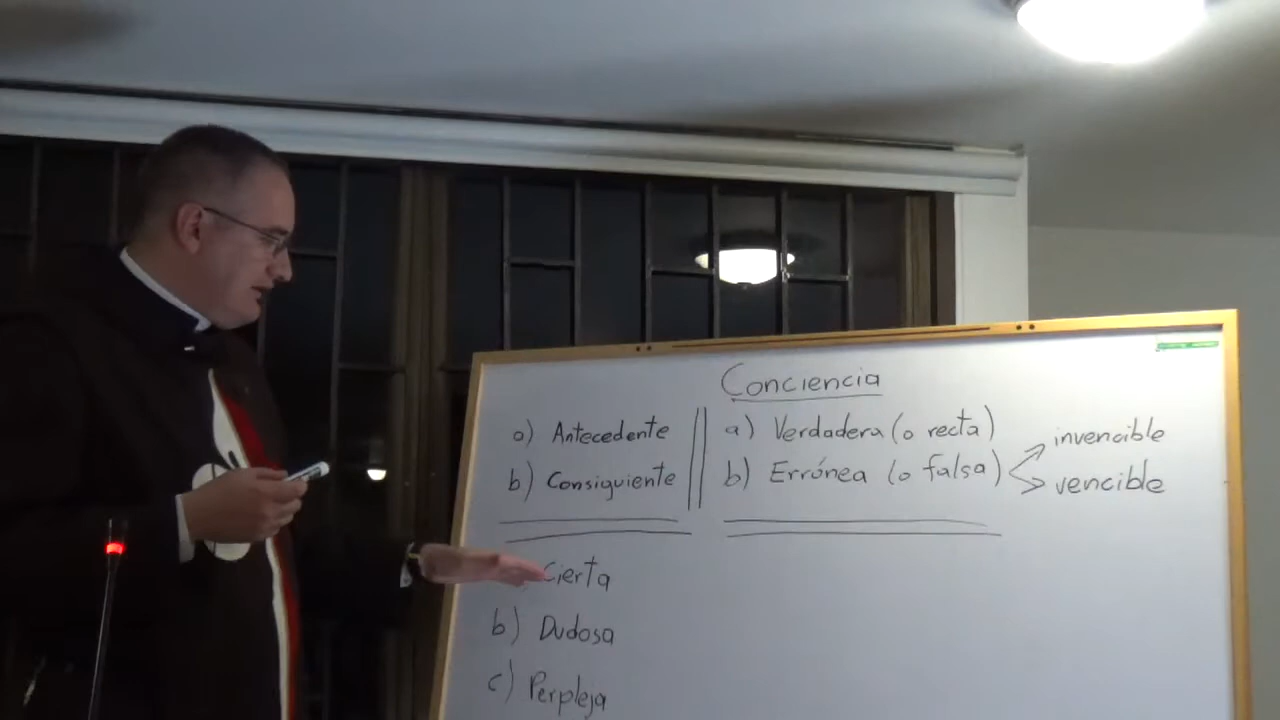 Conciencia
a) Antecedente
b) Consiguiente
a) Verdadera (o recta)
b) Errónea (o falsa)
invencible
vencible
Cierta
b) Dudosa
c) Perpleja